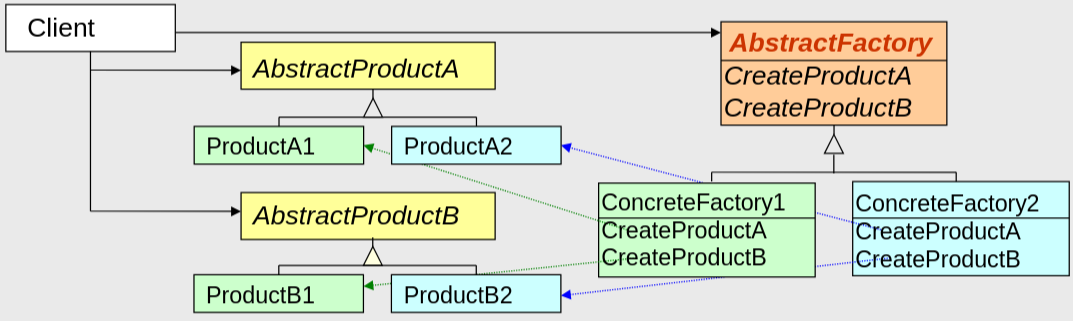 Client
AbstractFactory
CreateProductA
CreateProductB
AbstractProductA
ProductA1
ProductA2
AbstractProductB
ProductB1
ProductB2
ConcreteFactory1
CreateProductA
CreateProductB
ConcreteFactory2
CreateProductA
CreateProductB